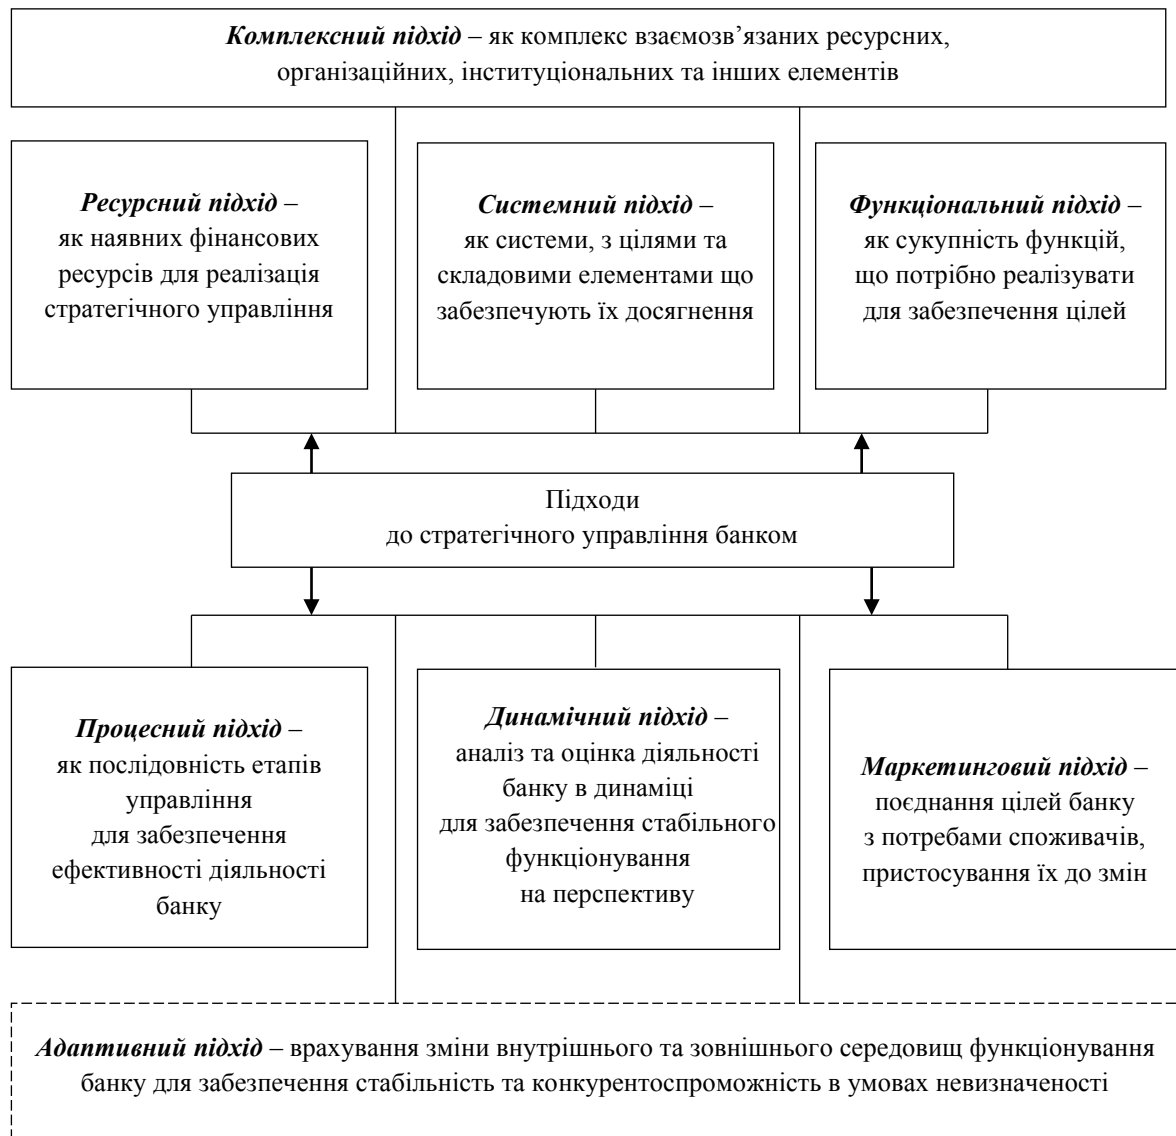 Комплексний підхід – як комплекс взаємозв’язаних ресурсних,
організаційних, інституціональних та інших елементів
Ресурсний підхід –
як наявних фінансових
ресурсів для реалізація
стратегічного управління
Системний підхід –
як системи, з цілями та
складовими елементами що
забезпечують їх досягнення
Функціональний підхід –
як сукупність функцій,
що потрібно реалізувати
для забезпечення цілей
Підходи
до стратегічного управління банком
Процесний підхід –
як послідовність етапів
управління
для забезпечення
ефективності діяльності
банку
Динамічний підхід –
аналіз та оцінка діяльності
банку в динаміці
для забезпечення стабільного
функціонування
на перспективу
Маркетинговий підхід –
поєднання цілей банку
з потребами споживачів,
пристосування їх до змін
Адаптивний підхід – врахування зміни внутрішнього та зовнішнього середовищ функціонування
банку для забезпечення стабільність та конкурентоспроможність в умовах невизначеності